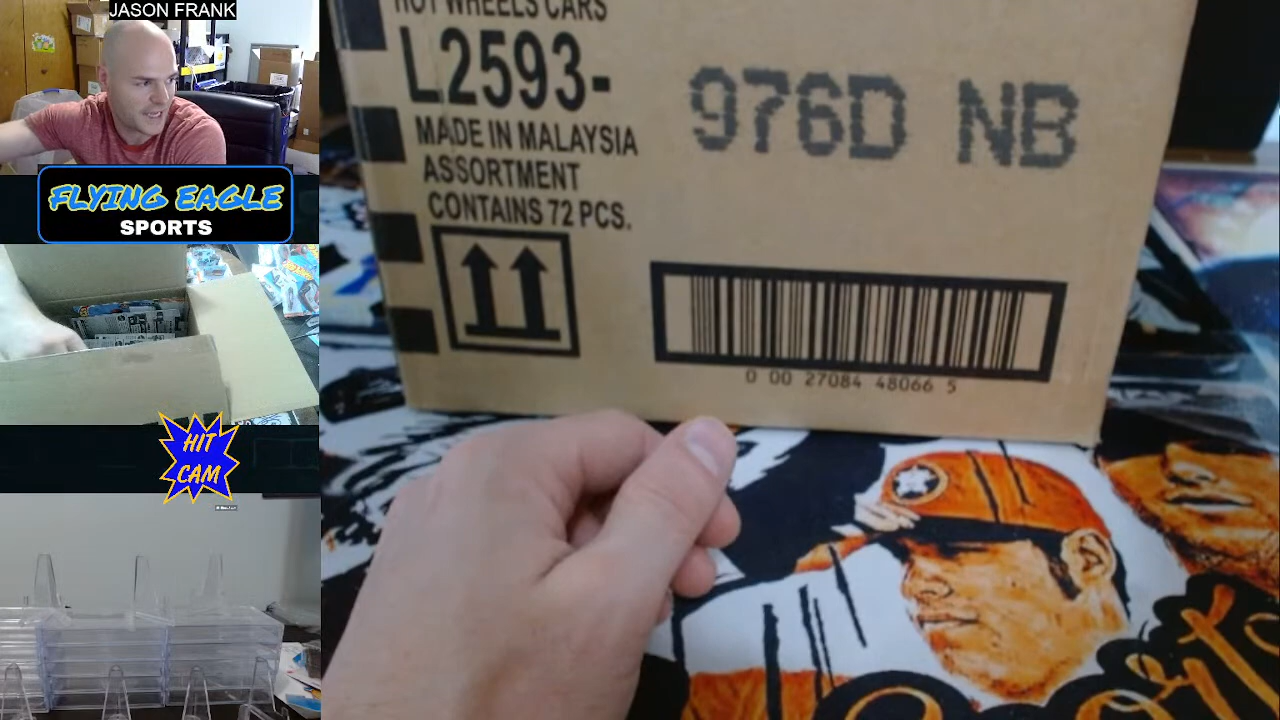 JASON FRANK
FLYING EAGLE
SPORTS
HIT
CAM
HOT WHEELS CARS
L2593-
976D NB
MADE IN MALAYSIA
ASSORTMENT
CONTAINS 72 PCS.
0 00 27084 48066 5